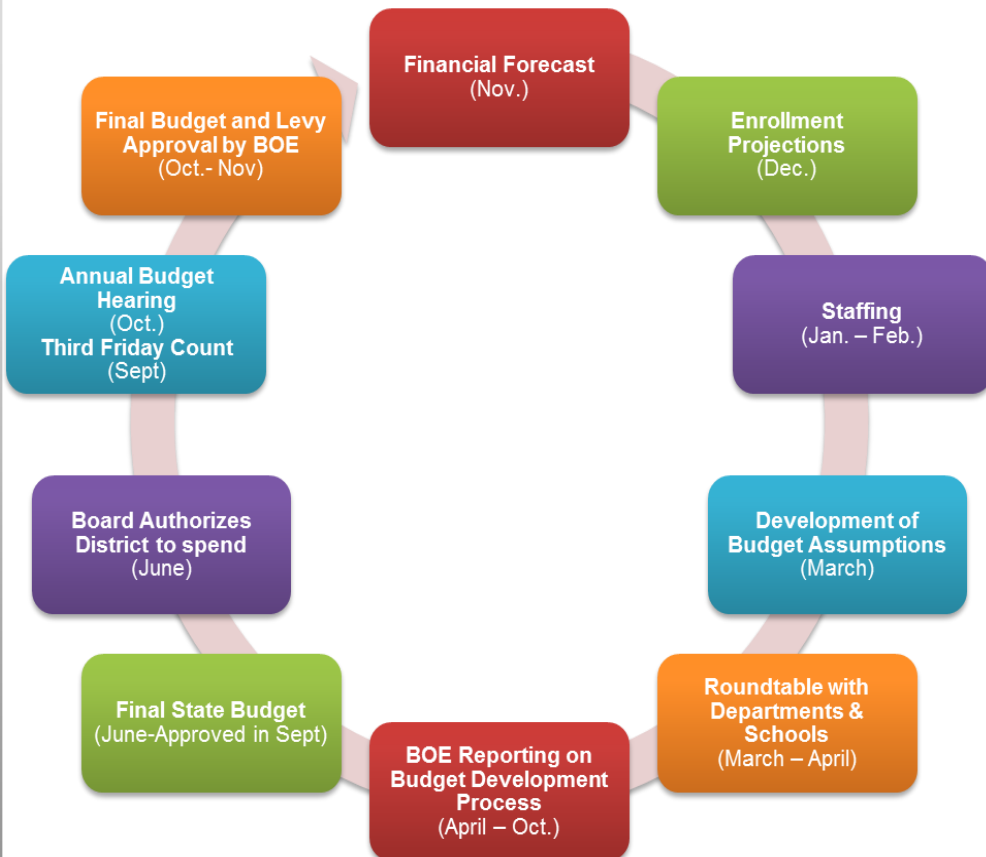 Financial Forecast
(Nov.)
Enrollment
Projections
(Dec.)
Staffing
(Jan. – Feb.)
Development of
Budget Assumptions
(March)
Roundtable with
Departments &
Schools
(March – April)
BOE Reporting on
Budget Development
Process
(April – Oct.)
Final State Budget
(June-Approved in Sept)
Board Authorizes
District to spend
(June)
Annual Budget
Hearing
(Oct.)
Third Friday Count
(Sept)
Final Budget and Levy
Approval by BOE
(Oct.- Nov)